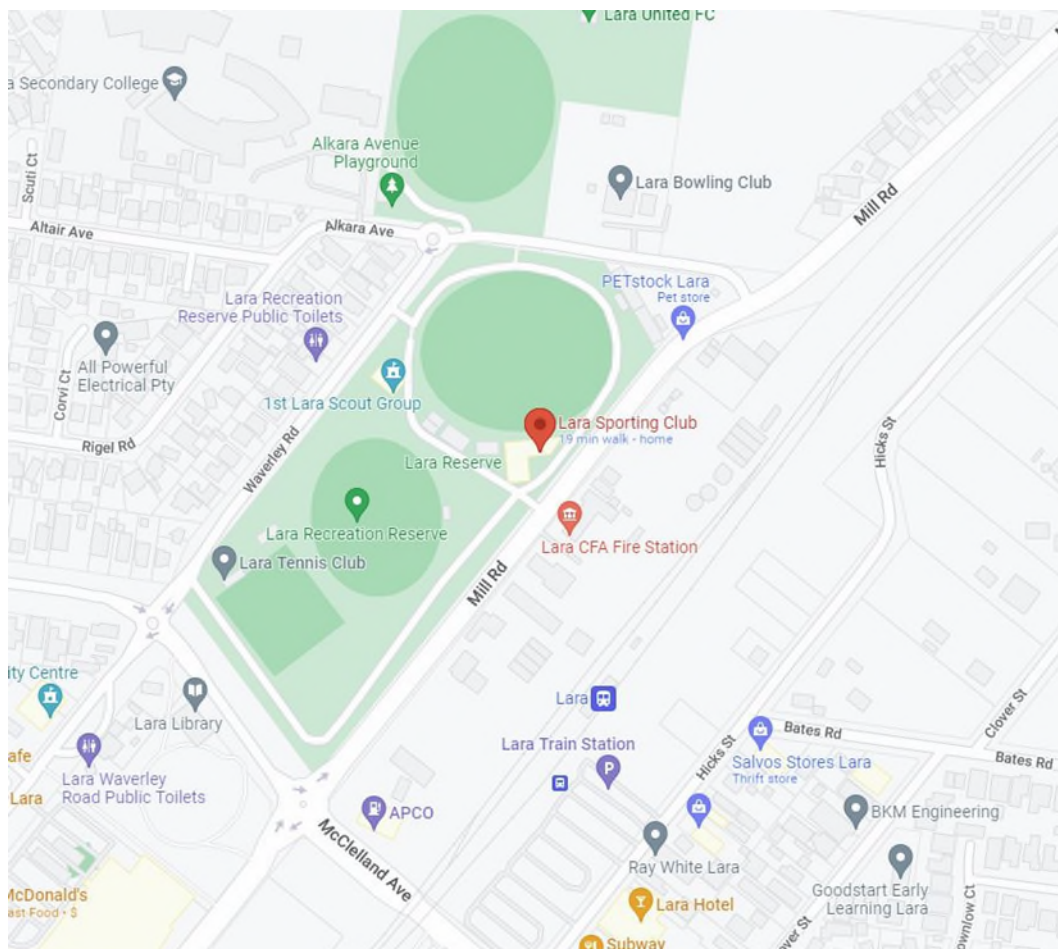 Lara United FC
a Secondary College
Alkara Avenue
Playground
Scuti Ct
Lara Bowling Club
Mill Rd
Altair Ave
Alkara Ave
PETstock Lara
Pet store
Lara Recreation
Reserve Public Toilets
All Powerful
Electrical Pty
Corvi Ct
1st Lara Scout Group
Lara Sporting Club
19 min walk - home
Hicks St
Rigel Rd
Waverley Rd
Lara Reserve
Lara Recreation Reserve
Lara CFA Fire Station
Lara Tennis Club
Mill Rd
ity Centre
Lara Library
Lara
Clover St
Bates Rd
Lara Train Station
P
Hicks St
Salvos Stores Lara
Thrift store
Bates Rd
afe
Lara
Lara Waverley
Road Public Toilets
APCO
BKM Engineering
McClelland Ave
Ray White Lara
McDonald's
ast Food • $
Goodstart Early
Learning Lara
Lara Hotel
ownlow Ct
over St
Subway